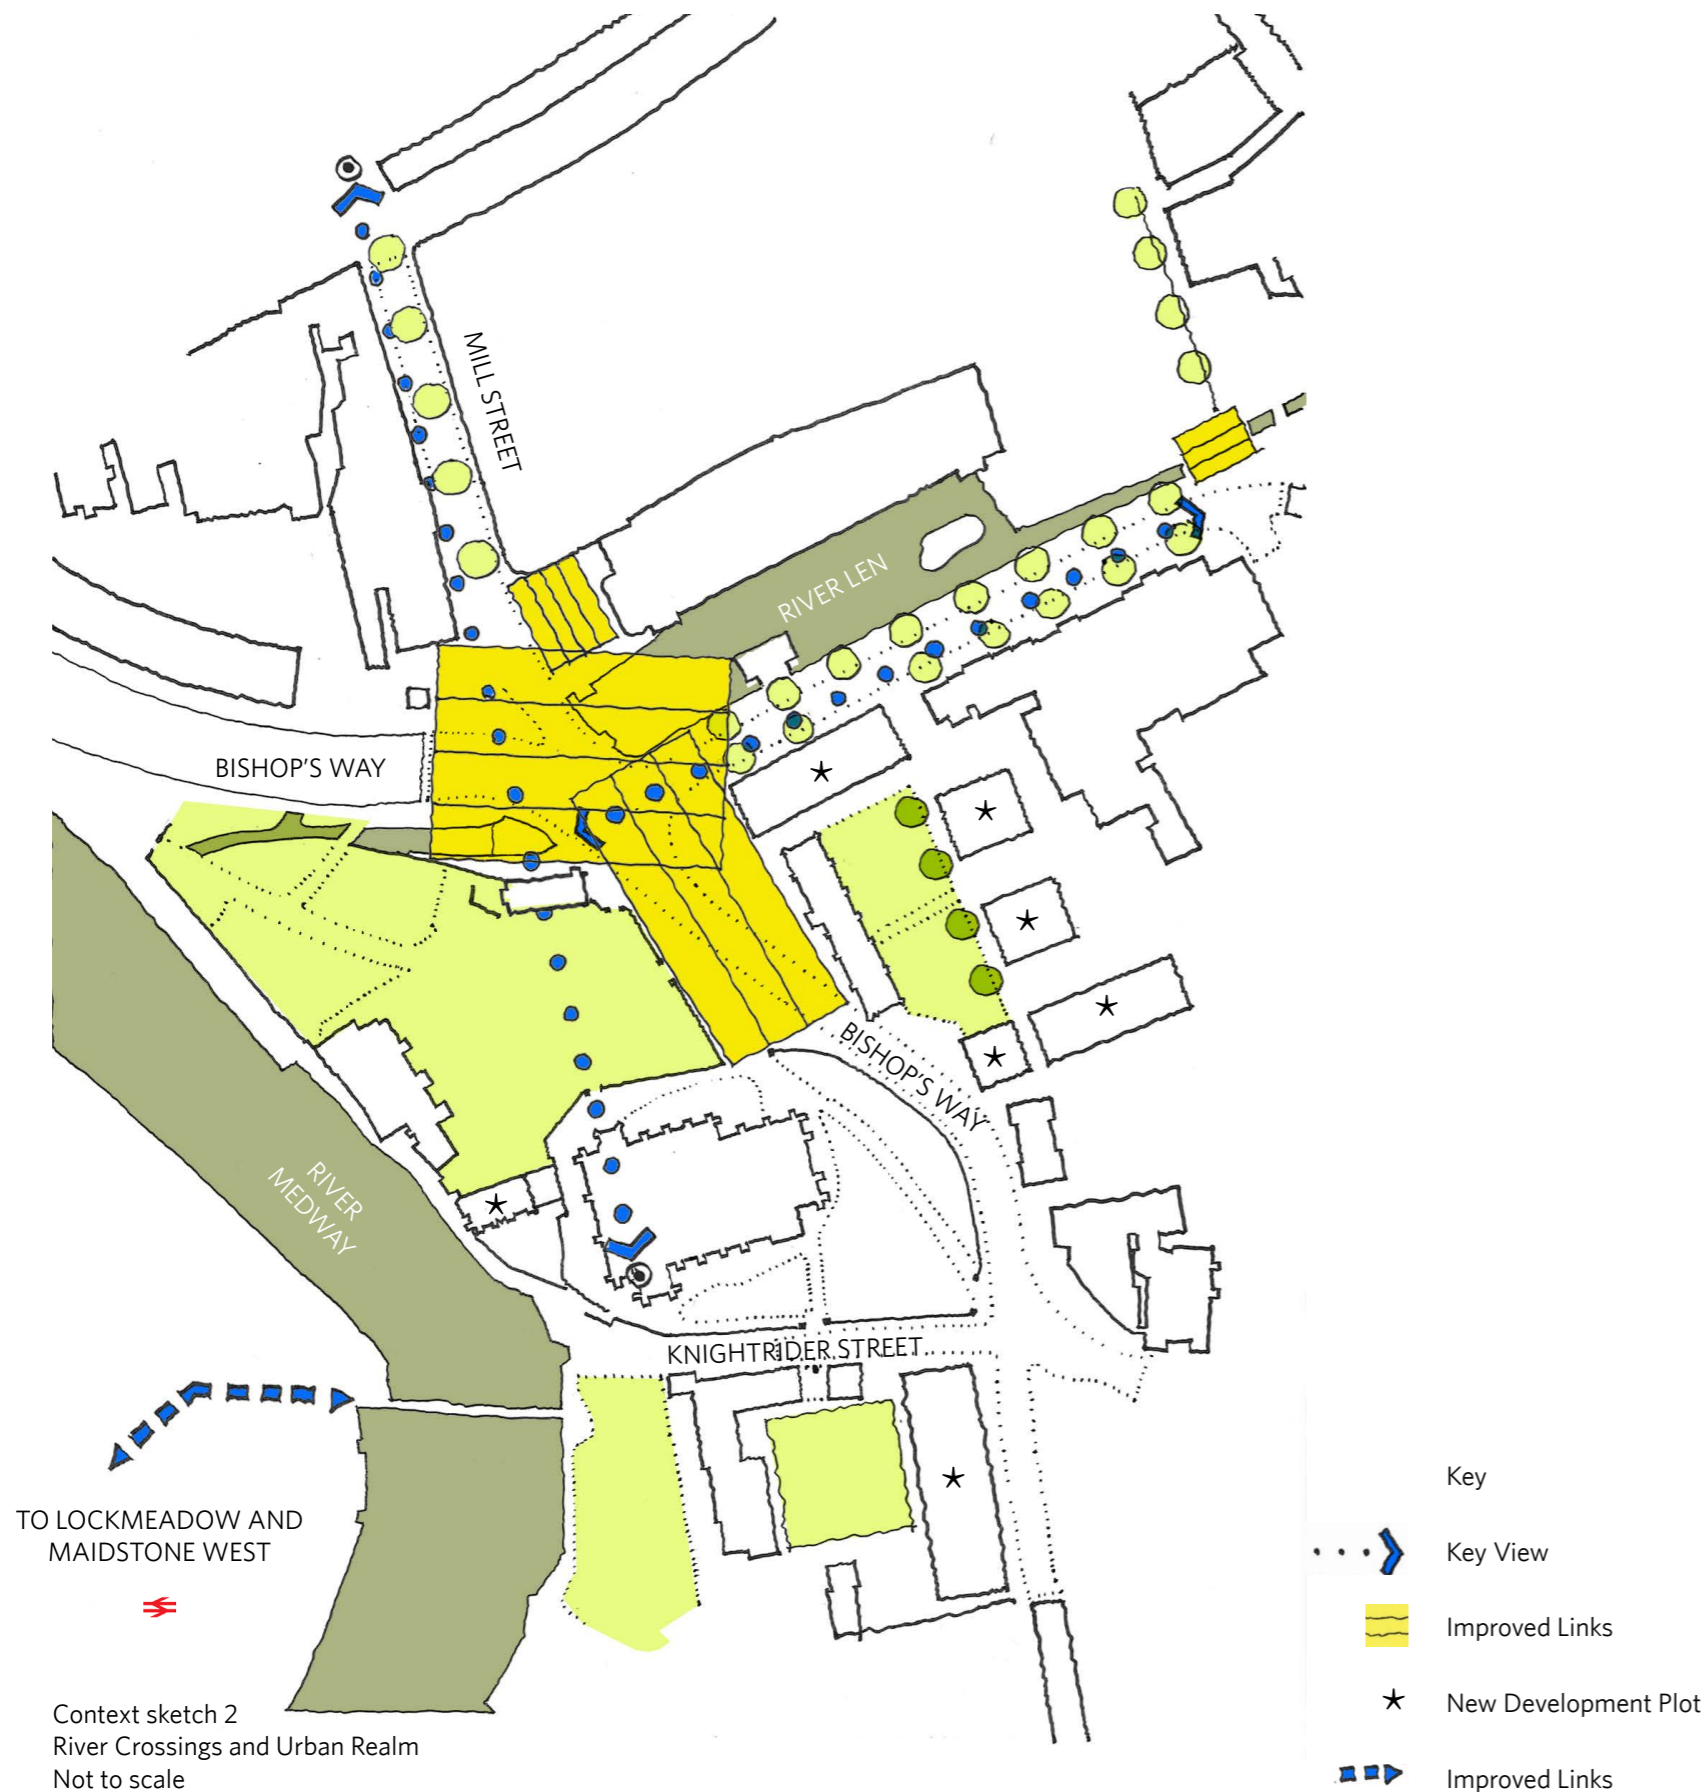 MILL STREET
RIVER LEN
BISHOP'S WAY
BISHOP'S WAY
RIVER
MEDWAY
KNIGHTRIDER STREET
TO LOCKMEADOW AND
MAIDSTONE WEST
Context sketch 2
River Crossings and Urban Realm
Not to scale
Key
Key View
Improved Links
New Development Plot
Improved Links